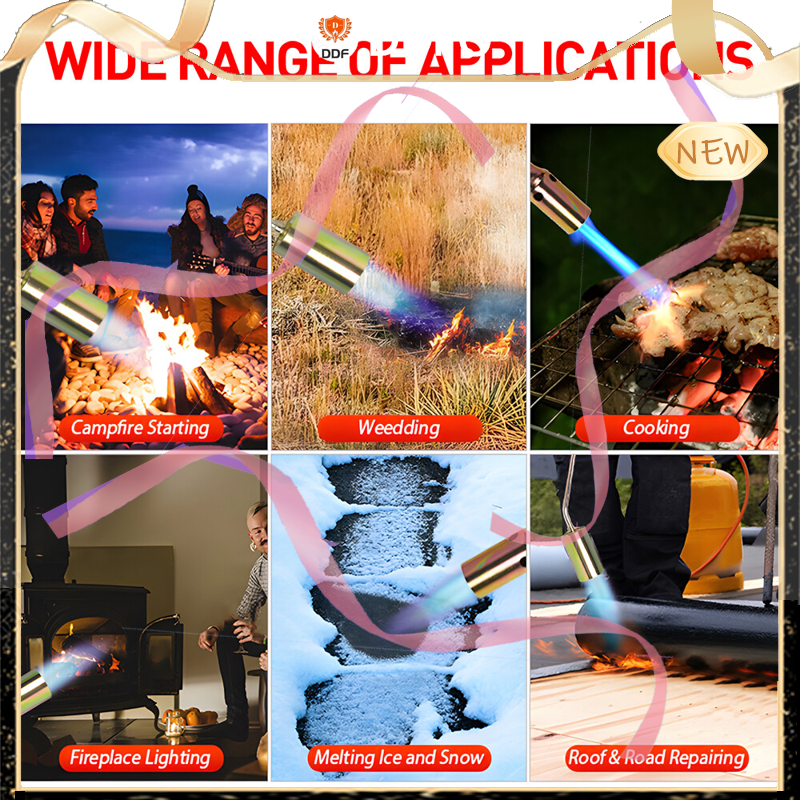 DDF
WIDE RANGE OF APPLICATIONS
NEW
Campfire Starting
Weedding
Cooking
Fireplace Lighting
Melting Ice and Snow
Roof & Road Repairing